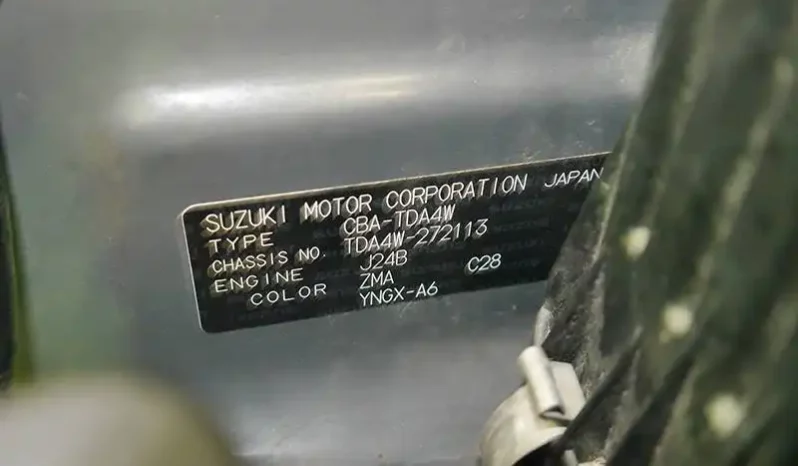 SUZUKI MOTOR CORPORATION JAPAN
TYPE CBA-TDA4W
CHASSIS NO. TDA4W-272113
ENGINE J24B
COLOR ZMA C28
YNGX-A6